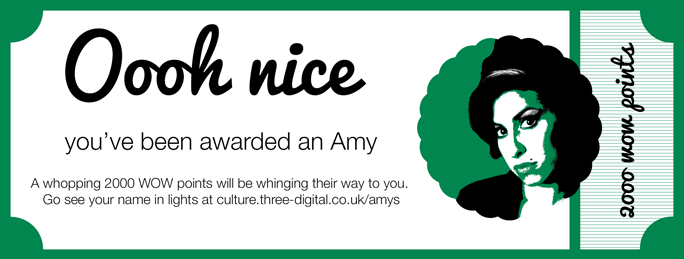 Oooh nice
you've been awarded an Amy
A whopping 2000 WOW points will be whinging their way to you.
Go see your name in lights at culture.three-digital.co.uk/amys
2000 wow points